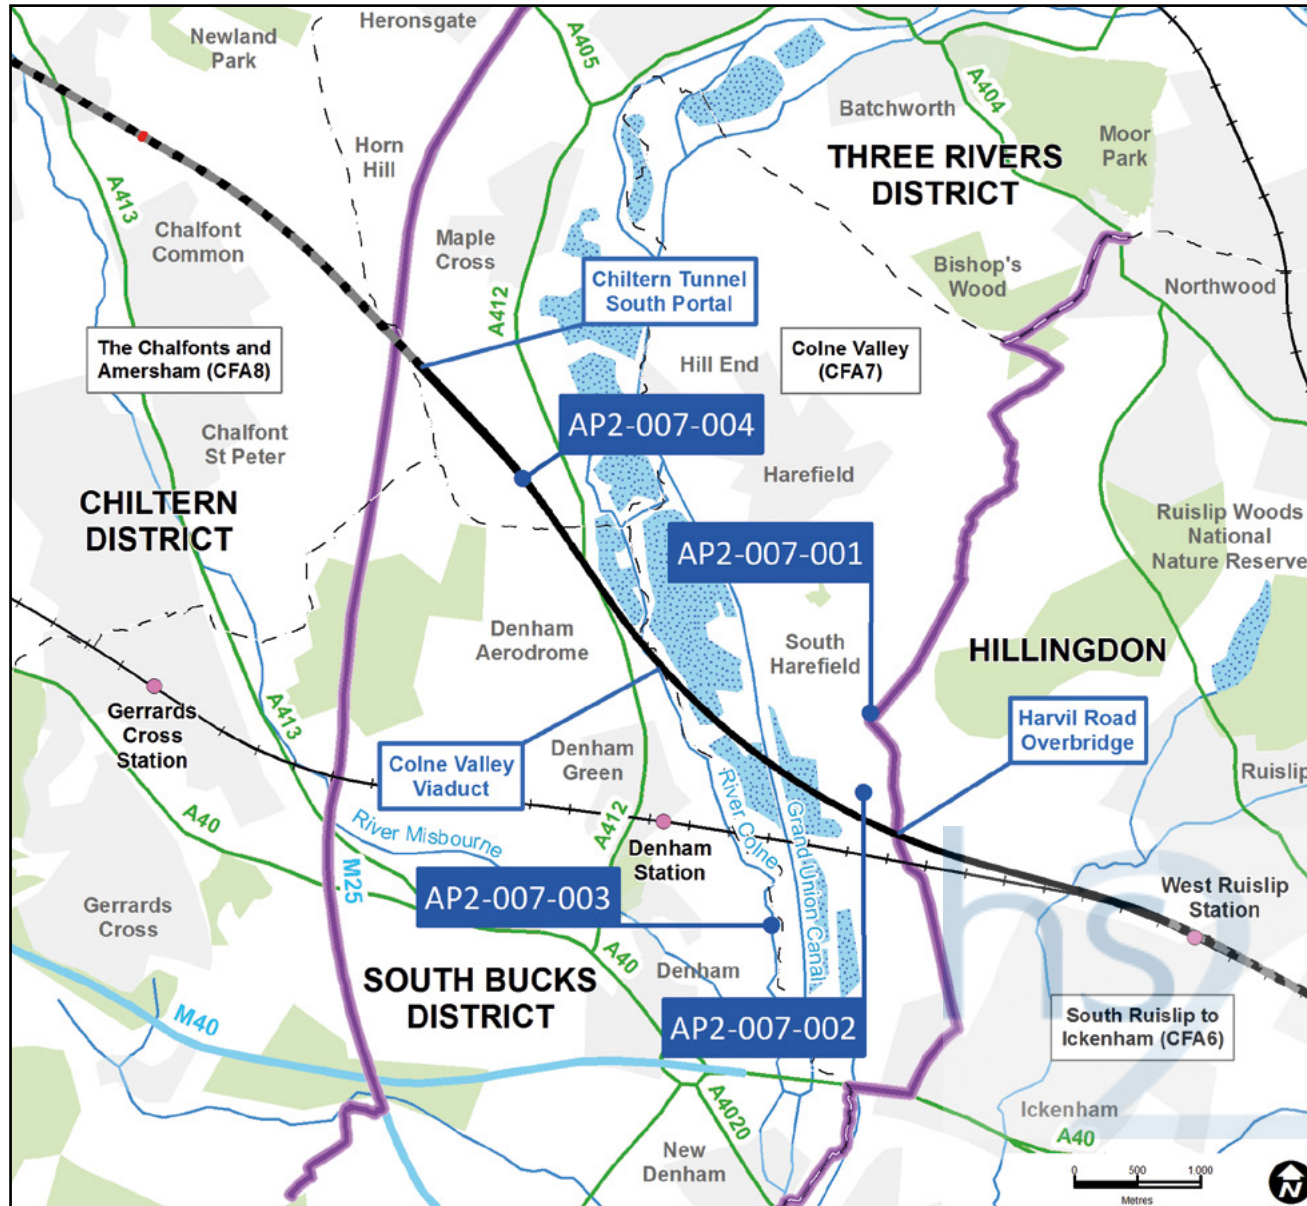 Heronsgate
Newland
Park
A405
A404
Batchworth
Moor
Park
Horn
Hill
THREE RIVERS
DISTRICT
A413
Chalfont
Common
Maple
Cross
Bishop's
Wood
Northwood
Chiltern Tunnel
South Portal
A412
The Chalfonts and
Amersham (CFA8)
Hill End
Colne Valley
(CFA7)
AP2-007-004
Chalfont
St Peter
Harefield
CHILTERN
DISTRICT
Ruislip Woods
National
Nature Reserve
AP2-007-001
Denham
Aerodrome
South
Harefield
HILLINGDON
Gerrards
Cross
Station
A413
Harvil Road
Overbridge
Colne Valley
Viaduct
Denham
Green
Ruislip
A40
River Misbourne
A412
River Colne
Grand Union Canal
Denham
Station
M25
AP2-007-003
West Ruislip
Station
Gerrards
Cross
hs2
A40
Denham
SOUTH BUCKS
DISTRICT
M40
AP2-007-002
South Ruislip to
Ickenham (CFA6)
A4020
Ickenham
A40
New
Denham
0 500 1,000
Metres
N